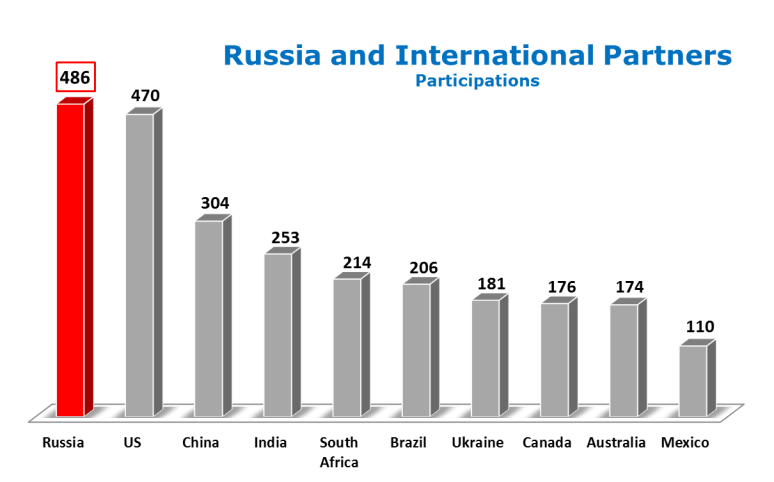 Russia and International Partners
Participations
486
470
304
253
214
206
181
176
174
110
Russia
US
China
India
South
Africa
Brazil
Ukraine
Canada
Australia
Mexico